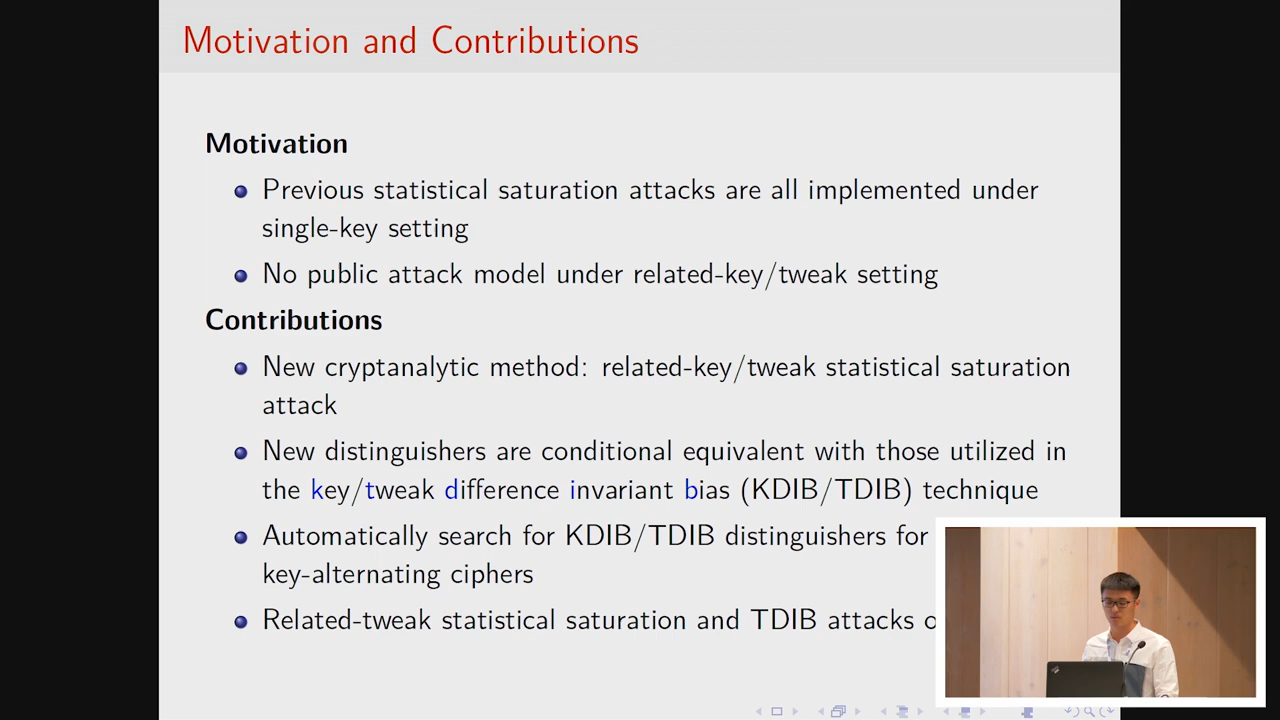 Motivation and Contributions
Motivation
Previous statistical saturation attacks are all implemented under
single-key setting
No public attack model under related-key/tweak setting
Contributions
New cryptanalytic method: related-key/tweak statistical saturation
attack
New distinguishers are conditional equivalent with those utilized in
the key/tweak difference invariant bias (KDIB/TDIB) technique
Automatically search for KDIB/TDIB distinguishers for
key-alternating ciphers
Related-tweak statistical saturation and TDIB attacks